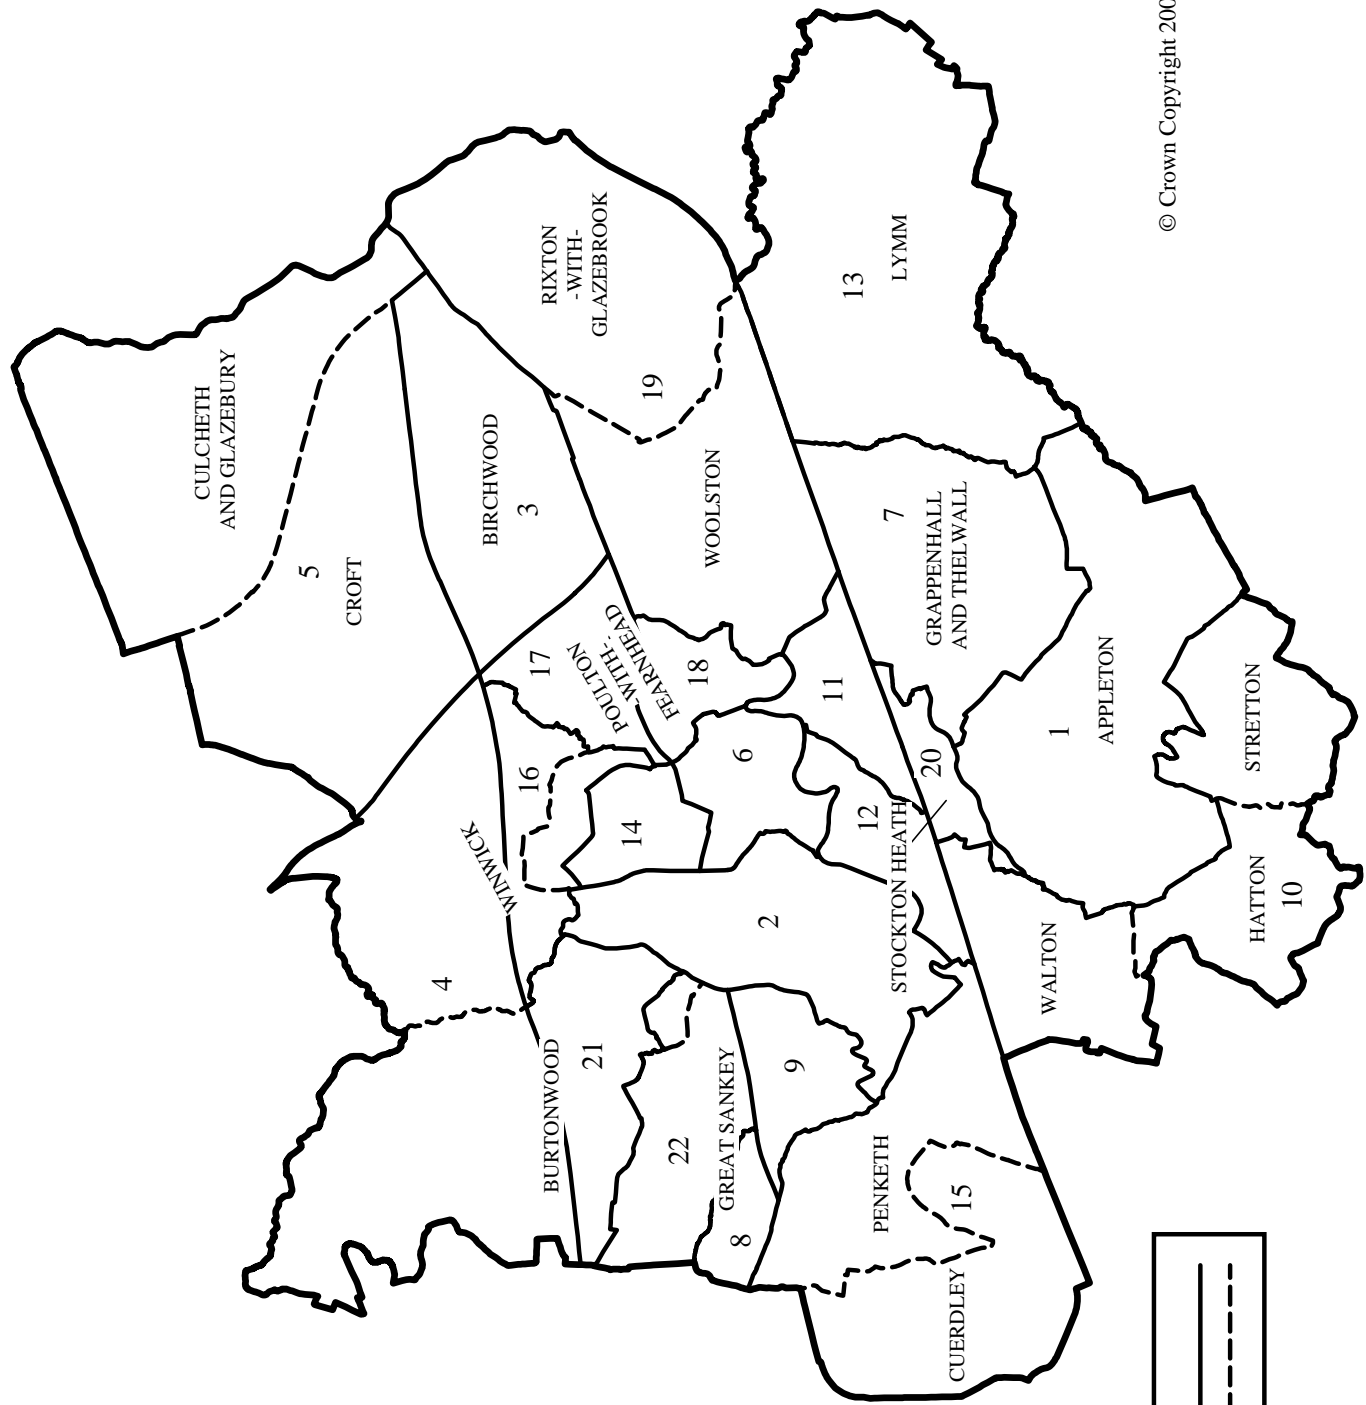 © Crown Copyright 200
CULCHETH
AND GLAZEBURY
5
CROFT
BIRCHWOOD
3
RIXTON
-WITH-
GLAZEBROOK
19
WOOLSTON
LYMM
13
7
GRAPPENHALL
AND THELWALL
17
POULTON
-WITH-
FEARNHEAD
18
11
16
14
6
12
20
STOCKTON HEATH
1
APPLETON
STRETTON
HATTON
10
WALTON
WINWICK
4
2
21
BURTONWOOD
22
GREAT SANKEY
9
8
PENKETH
15
CUERDLEY